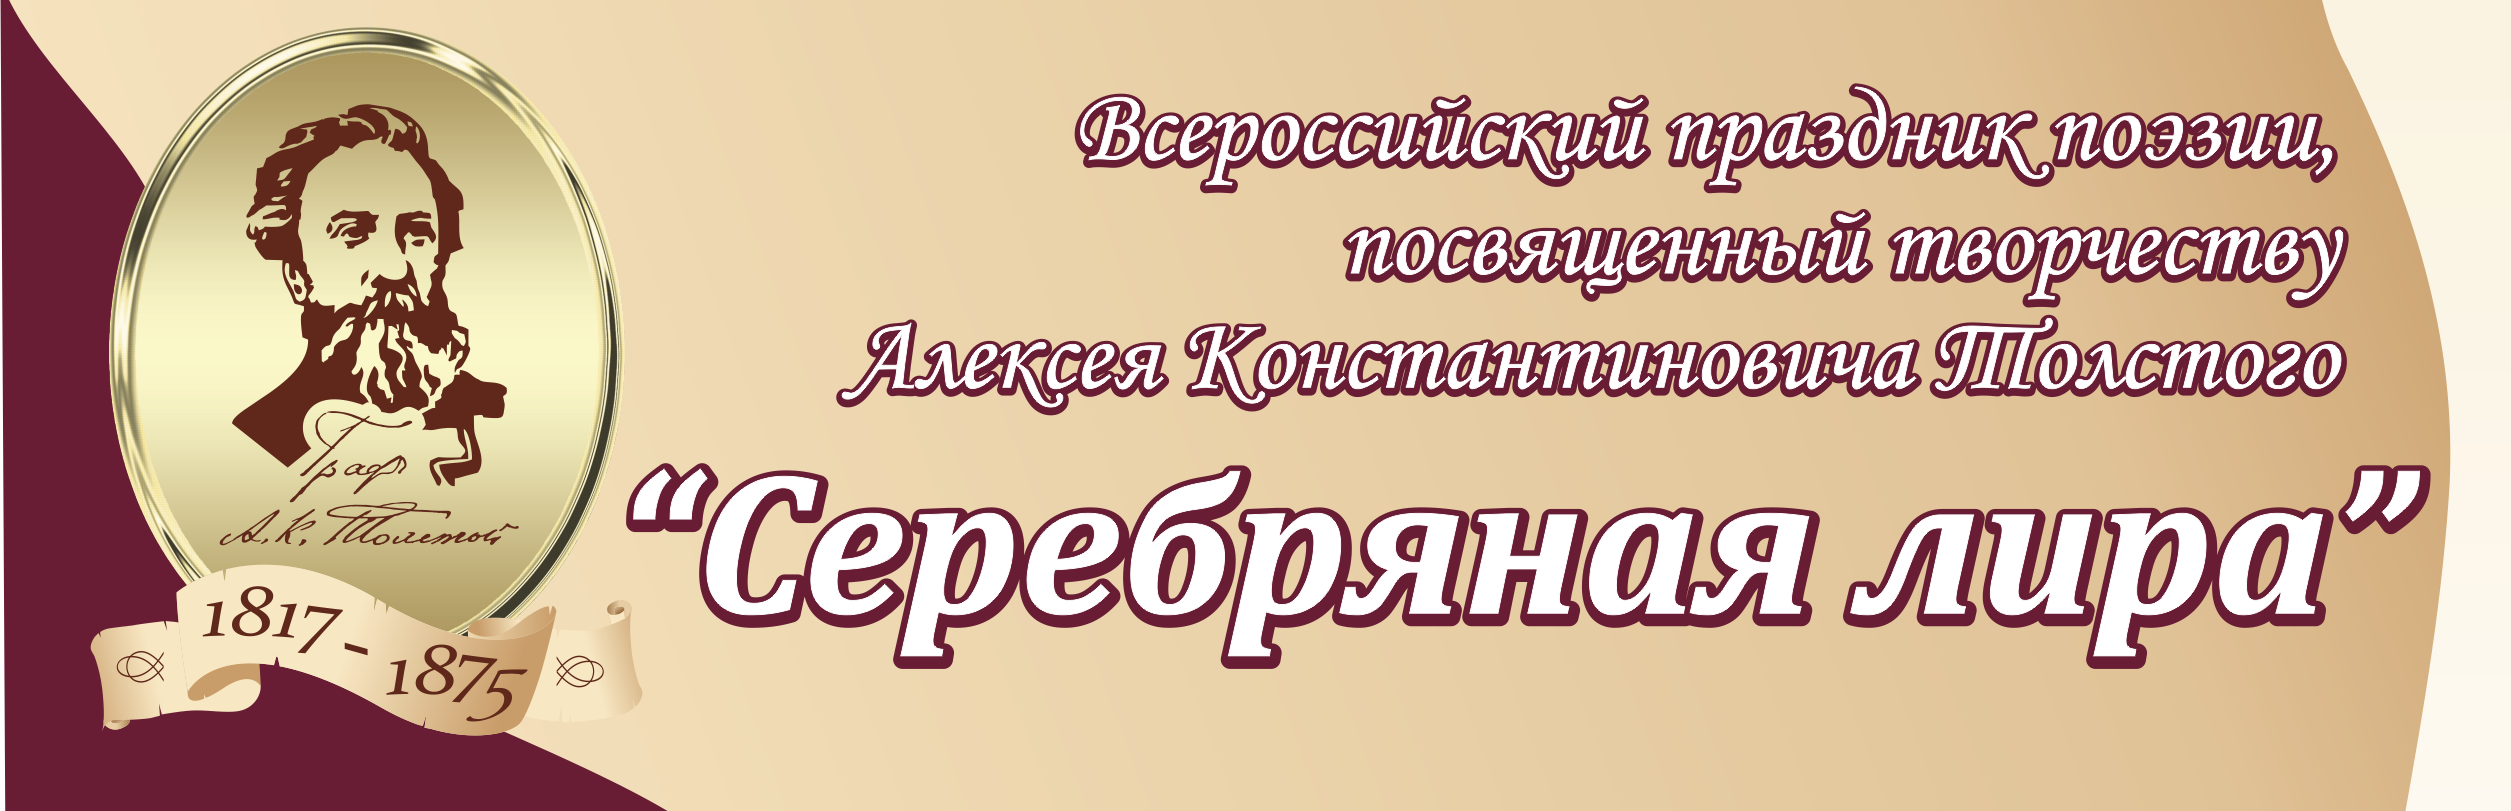 Всероссийский праздник поэзии,
посвященный творчеству
Алексея Константиновича Толстого
“Серебряная лира”
Граф
А. К. Толстой
1817 – 1875